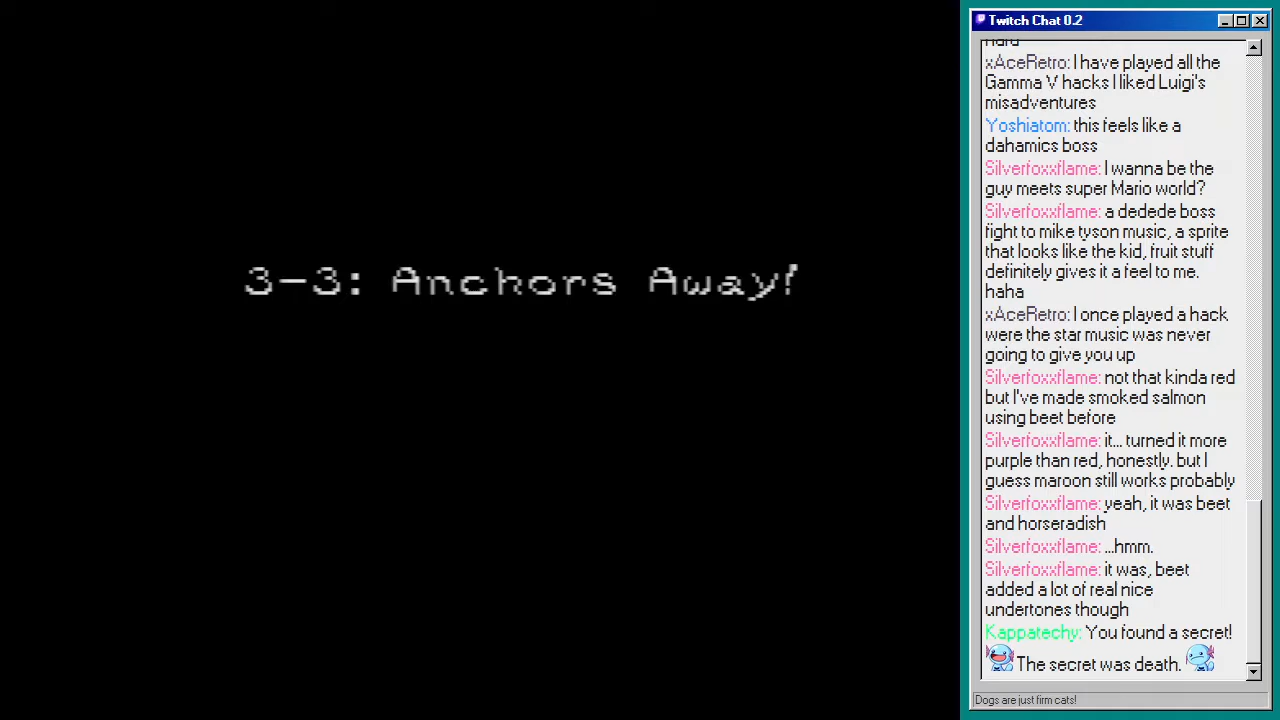 3-3: Anchors Away!
Twitch Chat 0.2
hard
xAceRetro: I have played all the
Gamma V hacks I liked Luigi's
misadventures
Yoshiatom: this feels like a
dahamics boss
Silverfoxxflame: I wanna be the
guy meets super Mario world?
Silverfoxxflame: a dedede boss
fight to mike tyson music, a sprite
that looks like the kid, fruit stuff
definitely gives it a feel to me.
haha
xAceRetro: I once played a hack
were the star music was never
going to give you up
Silverfoxxflame: not that kinda red
but I've made smoked salmon
using beet before
Silverfoxxflame: it... turned it more
purple than red, honestly. but I
guess maroon still works probably
Silverfoxxflame: yeah, it was beet
and horseradish
Silverfoxxflame: ...hmm.
Silverfoxxflame: it was, beet
added a lot of real nice
undertones though
Kappatechy: You found a secret!
The secret was death.
Dogs are just firm cats!